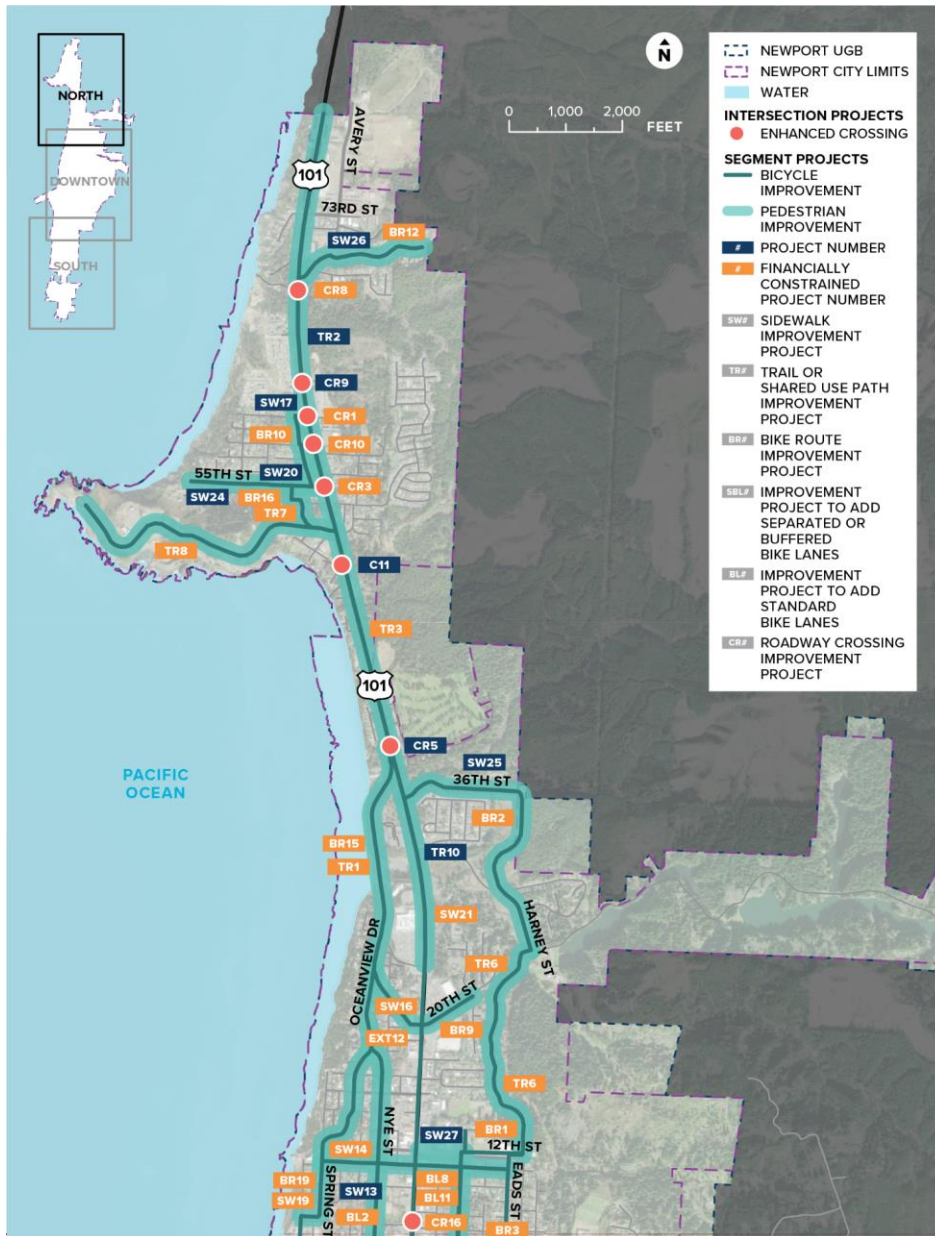 NORTH
DOWNTOWN
SOUTH
N
0 1,000 2,000
FEET
NEWPORT UGB
NEWPORT CITY LIMITS
WATER
INTERSECTION PROJECTS
ENHANCED CROSSING
SEGMENT PROJECTS
BICYCLE
IMPROVEMENT
PEDESTRIAN
IMPROVEMENT
# PROJECT NUMBER
# FINANCIALLY
CONSTRAINED
PROJECT NUMBER
SW# SIDEWALK
IMPROVEMENT
PROJECT
TR# TRAIL OR
SHARED USE PATH
IMPROVEMENT
PROJECT
BR# BIKE ROUTE
IMPROVEMENT
PROJECT
SBL# IMPROVEMENT
PROJECT TO ADD
SEPARATED OR
BUFFERED
BIKE LANES
BL# IMPROVEMENT
PROJECT TO ADD
STANDARD
BIKE LANES
CR# ROADWAY CROSSING
IMPROVEMENT
PROJECT
AVERY ST
101
73RD ST
BR12
SW26
CR8
TR2
CR9
SW17
CR1
BR10
CR10
SW20
55TH ST
CR3
SW24
BR16
TR7
TR8
C11
TR3
101
CR5
SW25
36TH ST
PACIFIC
OCEAN
BR2
BR15
TR10
TR1
SW21
HARNEY ST
OCEANVIEW DR
TR6
20TH ST
SW16
BR9
EXT12
TR6
NYE ST
BR1
SW27
12TH ST
SW14
BR19
SPRING ST
SW13
BL8
EADS ST
SW19
BL11
BL2
CR16
BR3